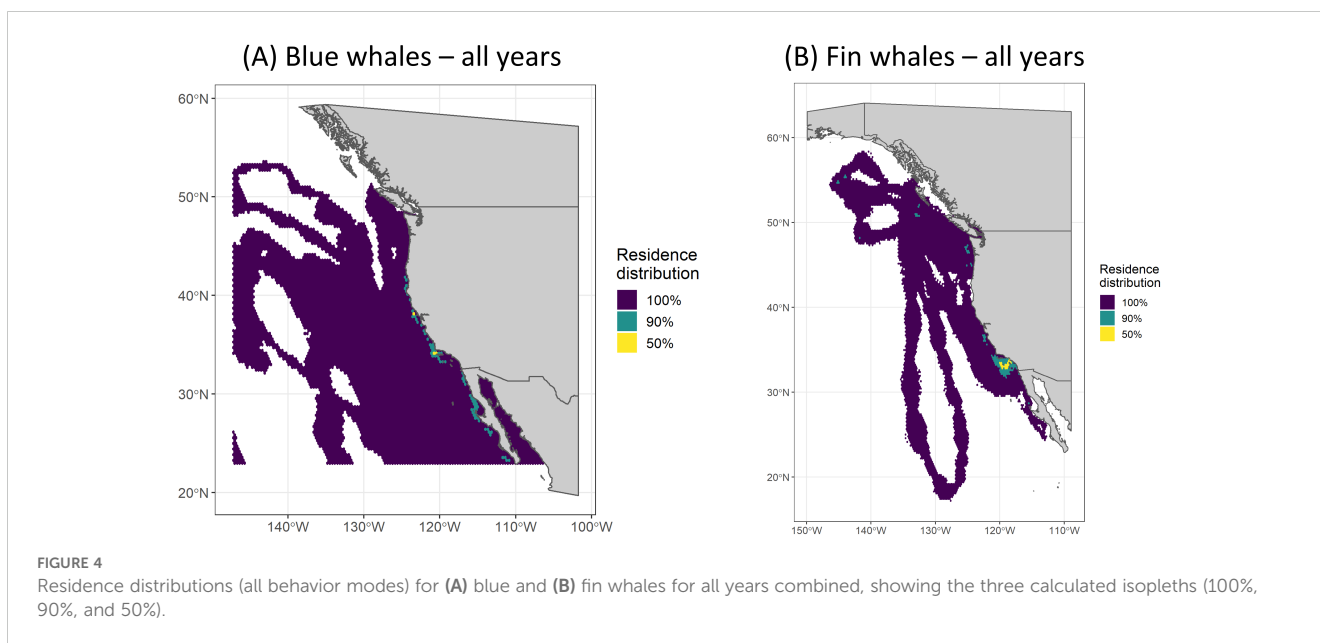 (A) Blue whales – all years
60°N
50°N
40°N
30°N
20°N
140°W 130°W 120°W 110°W 100°W
Residence
distribution
100%
90%
50%
(B) Fin whales – all years
60°N
50°N
40°N
30°N
20°N
150°W 140°W 130°W 120°W 110°W
Residence
distribution
100%
90%
50%
FIGURE 4
Residence distributions (all behavior modes) for (A) blue and (B) fin whales for all years combined, showing the three calculated isopleths (100%,
90%, and 50%).